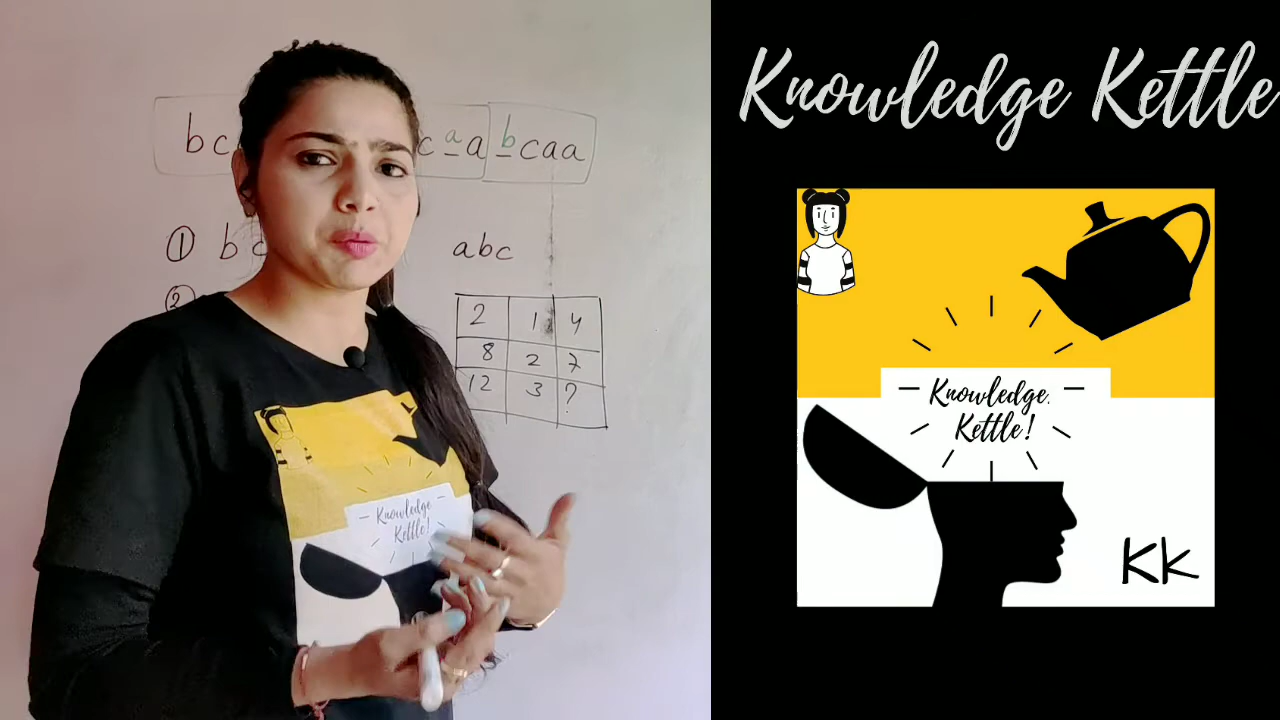 bc c a a b c a a
① bc abc
②
2 1 4
8 2 7
12 3 ?
Knowledge
Kettle!
Knowledge Kettle
Knowledge
Kettle!
KK